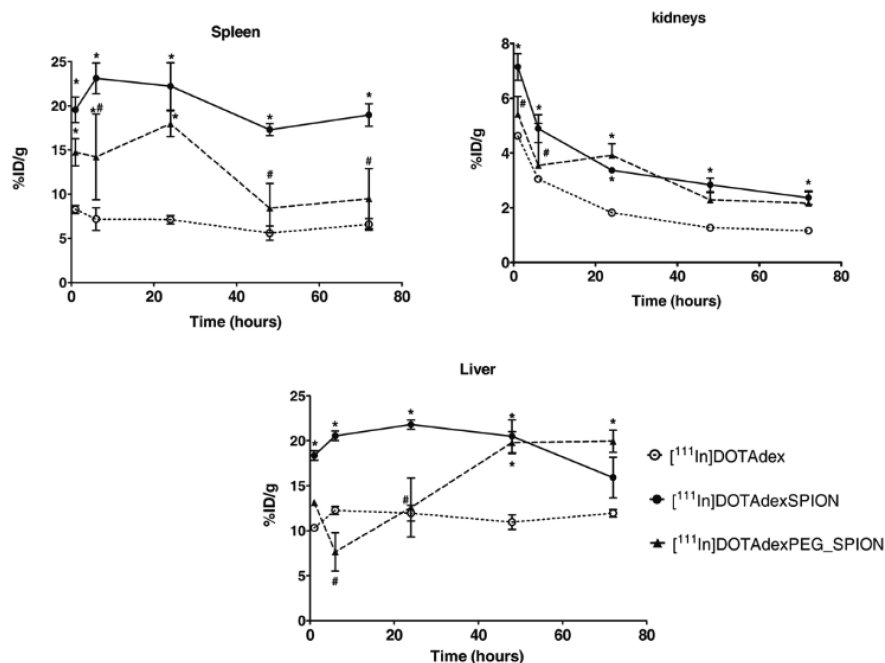 Spleen
25
20
15
10
5
0
%ID/g
* * * * *
*# * # #
*
0 20 40 60 80
Time (hours)
kidneys
8
6
4
2
0
%ID/g
* * * * *
# # *
0 20 40 60 80
Time (hours)
Liver
25
20
15
10
5
0
%ID/g
* * * * *
# # *
0 20 40 60 80
Time (hours)
[¹¹¹In]DOTAdex
[¹¹¹In]DOTAdexSPION
[¹¹¹In]DOTAdexPEG_SPION